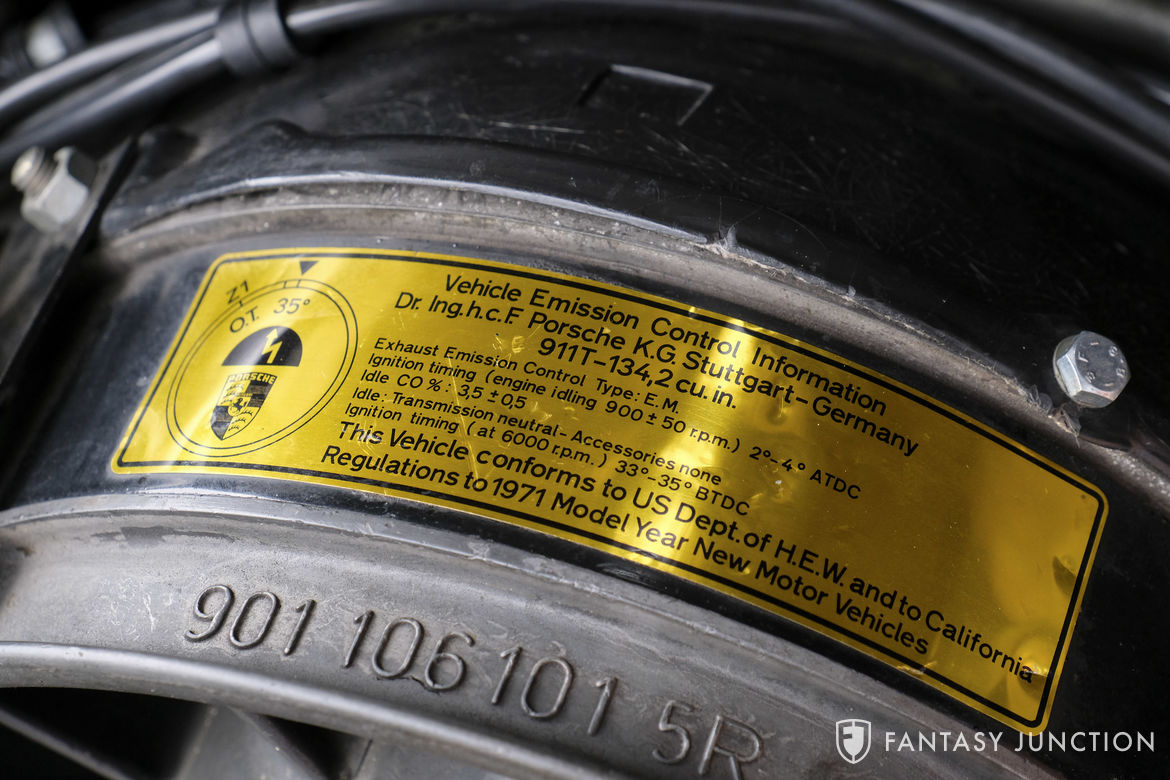 Z1
O.T. 35°
PORSCHE
Vehicle Emission Control Information
Dr. Ing.h.c.F. Porsche K.G. Stuttgart-Germany
911T-134,2 cu. in.
Exhaust Emission Control Type: E.M.
Ignition timing (engine idling 900 ± 50 r.p.m.) 2°-4° ATDC
Idle CO %: 3,5 ± 0,5
Idle: Transmission neutral - Accessories none
Ignition timing (at 6000 r.p.m.) 33°-35° BTDC
This Vehicle conforms to US Dept. of H.E.W. and to California
Regulations to 1971 Model Year New Motor Vehicles
901 106 101 5R
FANTASY JUNCTION